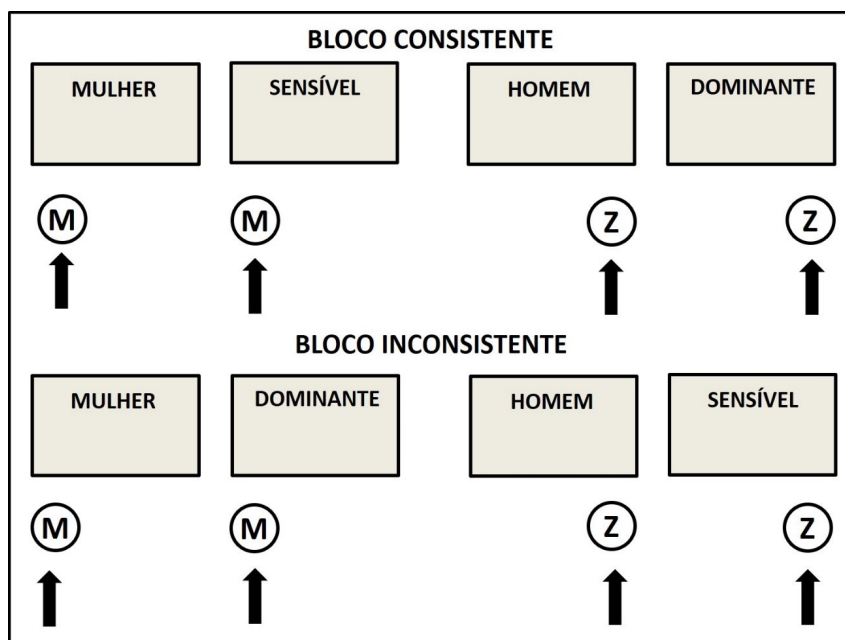 BLOCO CONSISTENTE
MULHER SENSÍVEL HOMEM DOMINANTE
M M Z Z
BLOCO INCONSISTENTE
MULHER DOMINANTE HOMEM SENSÍVEL
M M Z Z